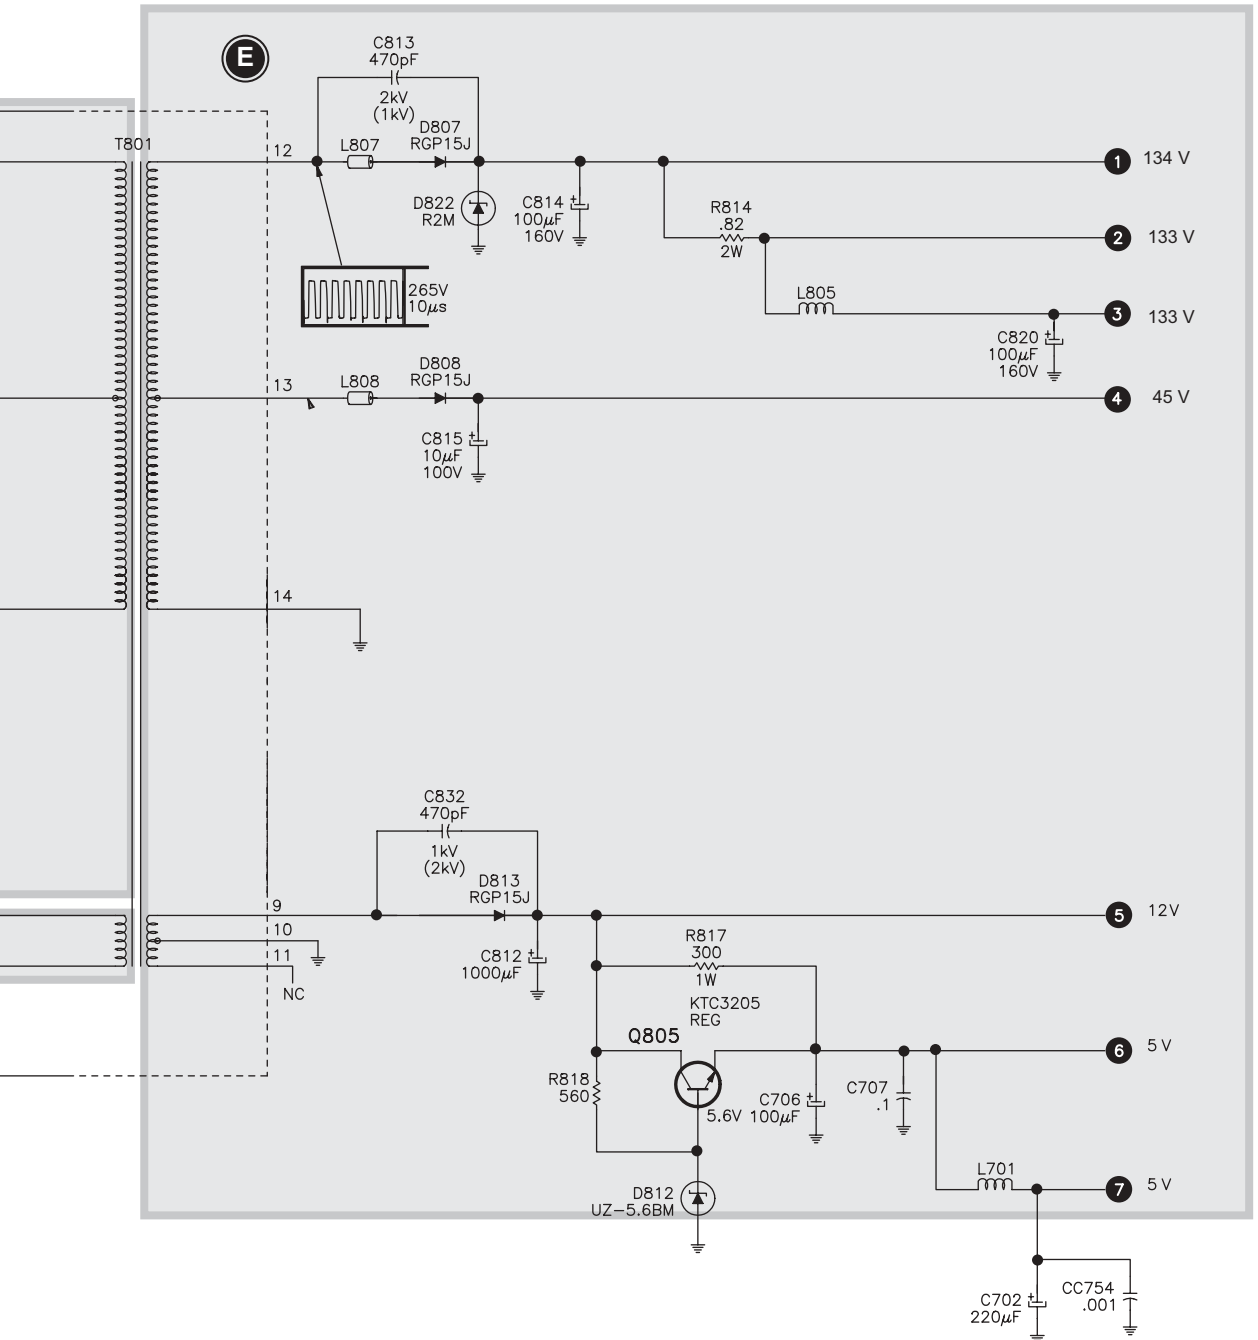 E
C813
470pF
2kV
(1kV)
T801
12
L807
D807
RGP15J
1
134 V
D822
R2M
C814
100μF
160V
R814
.82
2W
2
133 V
265V
10μs
L805
3
133 V
C820
100μF
160V
13
L808
D808
RGP15J
4
45 V
C815
10μF
100V
14
C832
470pF
1kV
(2kV)
D813
RGP15J
9
5
12V
10
11
NC
C812
1000μF
R817
300
1W
KTC3205
REG
Q805
6
5 V
R818
560
5.6V
C706
100μF
C707
.1
L701
7
5 V
D812
UZ-5.6BM
C702
220μF
CC754
.001